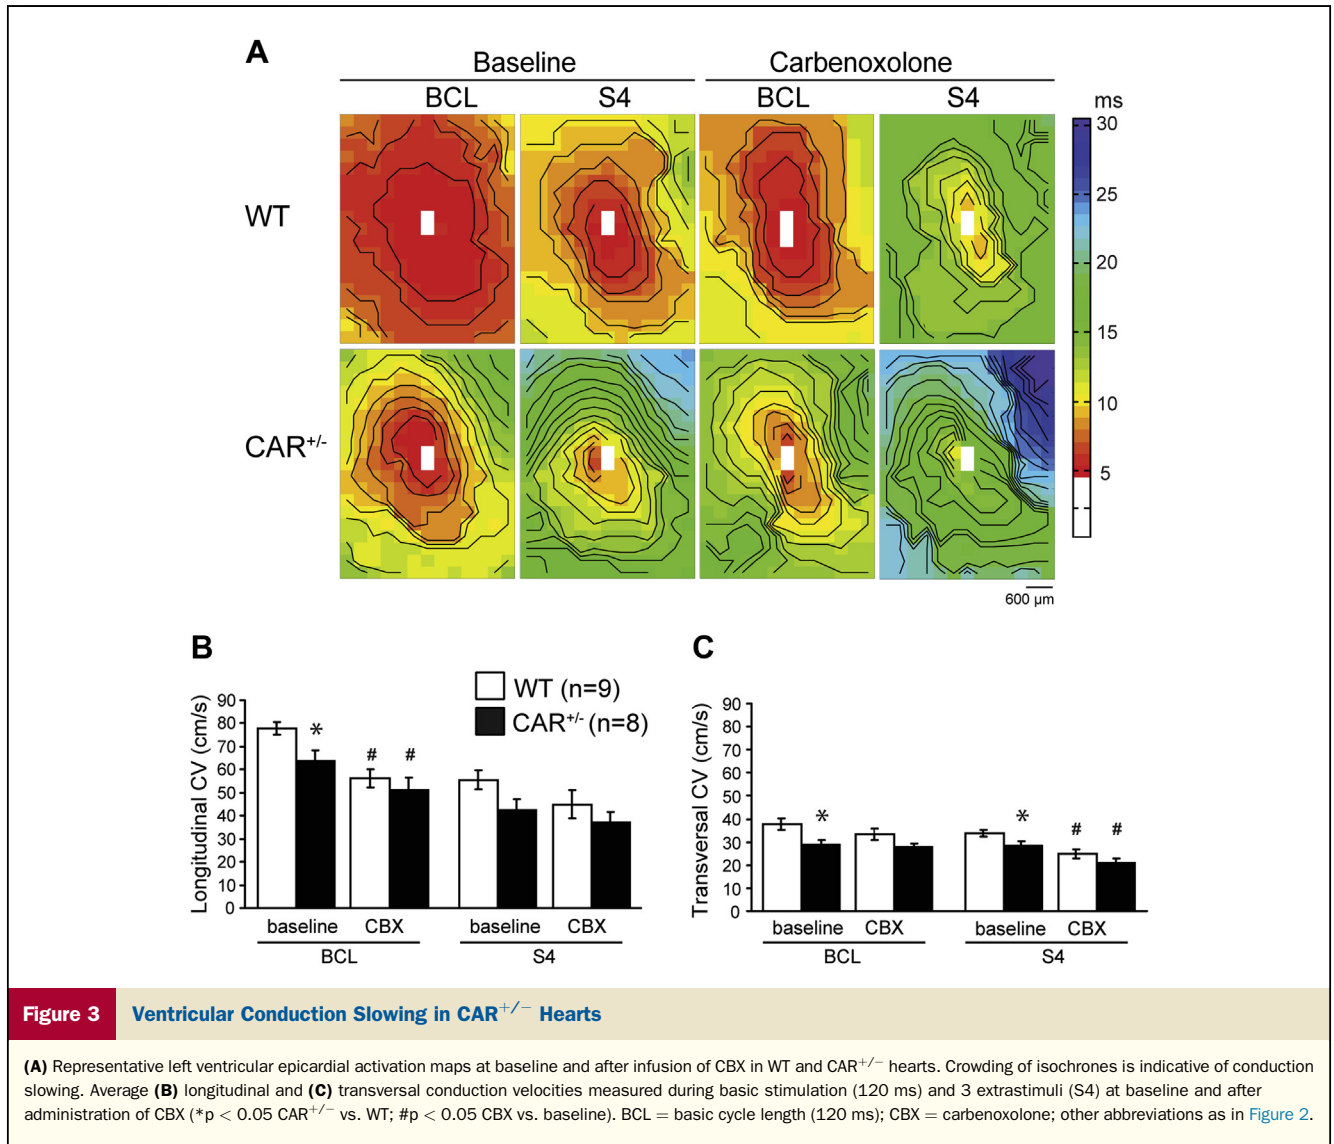 A
Baseline
Carbenoxolone
BCL
S4
BCL
S4
ms
30
25
20
15
10
5
WT
CAR+/-
600 µm
B
WT (n=9)
CAR+/- (n=8)
Longitudinal CV (cm/s)
90
80
70
60
50
40
30
20
10
0
*
#
#
baseline
CBX
baseline
CBX
BCL
S4
C
Transversal CV (cm/s)
90
80
70
60
50
40
30
20
10
0
*
*
#
#
baseline
CBX
baseline
CBX
BCL
S4
Figure 3
Ventricular Conduction Slowing in CAR+/− Hearts
(A) Representative left ventricular epicardial activation maps at baseline and after infusion of CBX in WT and CAR+/− hearts. Crowding of isochrones is indicative of conduction
slowing. Average (B) longitudinal and (C) transversal conduction velocities measured during basic stimulation (120 ms) and 3 extrastimuli (S4) at baseline and after
administration of CBX (*p < 0.05 CAR+/− vs. WT; #p < 0.05 CBX vs. baseline). BCL = basic cycle length (120 ms); CBX = carbenoxolone; other abbreviations as in Figure 2.